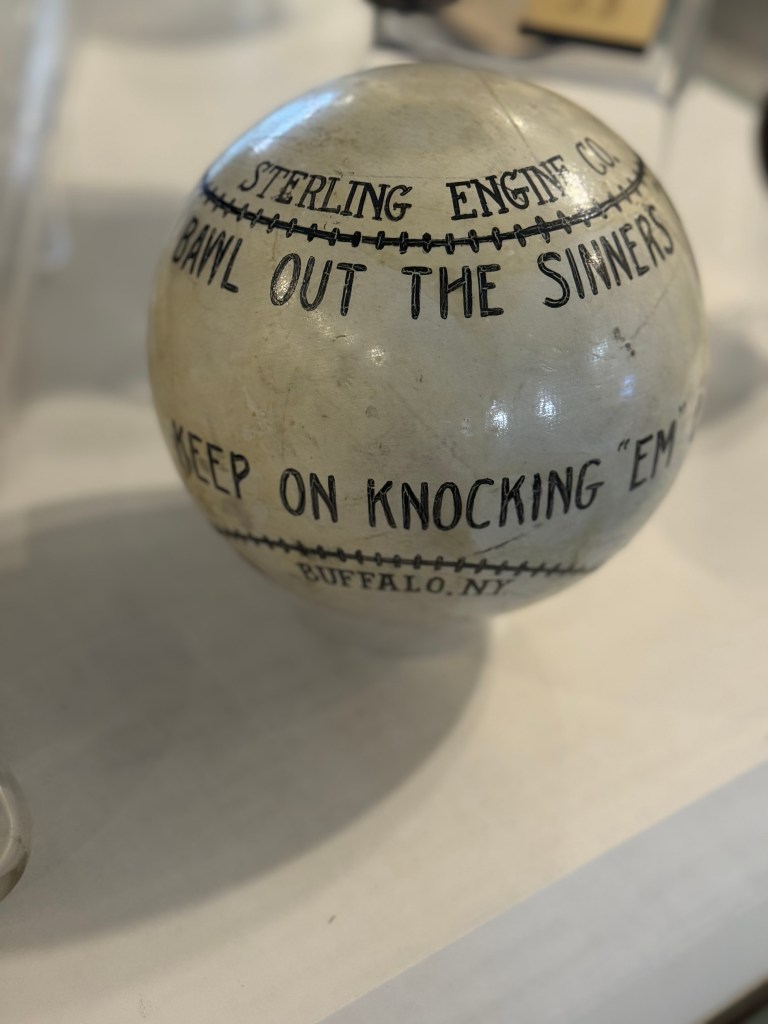 STERLING ENGINE CO.
BAWL OUT THE SINNERS
KEEP ON KNOCKING "EM"
BUFFALO, NY